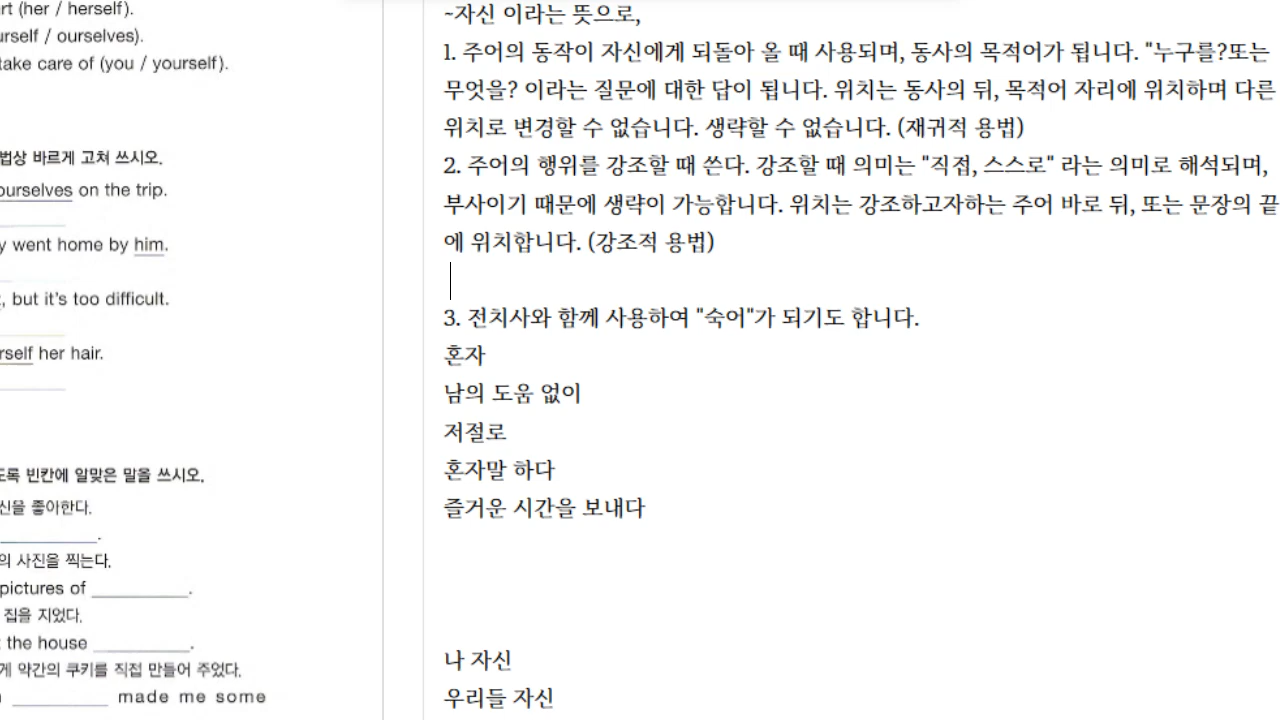 (her / herself).
/ ourselves).
take care of (you / yourself).
바르게 고쳐 쓰시오.
ourselves on the trip.
went home by him.
, but it's too difficult.
her hair.
빈칸에 알맞은 말을 쓰시오.
좋아한다.
사진을 찍는다.
pictures of
집을 지었다.
the house
약간의 쿠키를 직접 만들어 주었다.
made me some
~자신 이라는 뜻으로,
1. 주어의 동작이 자신에게 되돌아 올 때 사용되며, 동사의 목적어가 됩니다. "누구를?또는
무엇을? 이라는 질문에 대한 답이 됩니다. 위치는 동사의 뒤, 목적어 자리에 위치하며 다른
위치로 변경할 수 없습니다. 생략할 수 없습니다. (재귀적 용법)
2. 주어의 행위를 강조할 때 쓴다. 강조할 때 의미는 "직접, 스스로" 라는 의미로 해석되며,
부사이기 때문에 생략이 가능합니다. 위치는 강조하고자하는 주어 바로 뒤, 또는 문장의 끝
에 위치합니다. (강조적 용법)
3. 전치사와 함께 사용하여 "숙어"가 되기도 합니다.
혼자
남의 도움 없이
저절로
혼자말 하다
즐거운 시간을 보내다
나 자신
우리들 자신